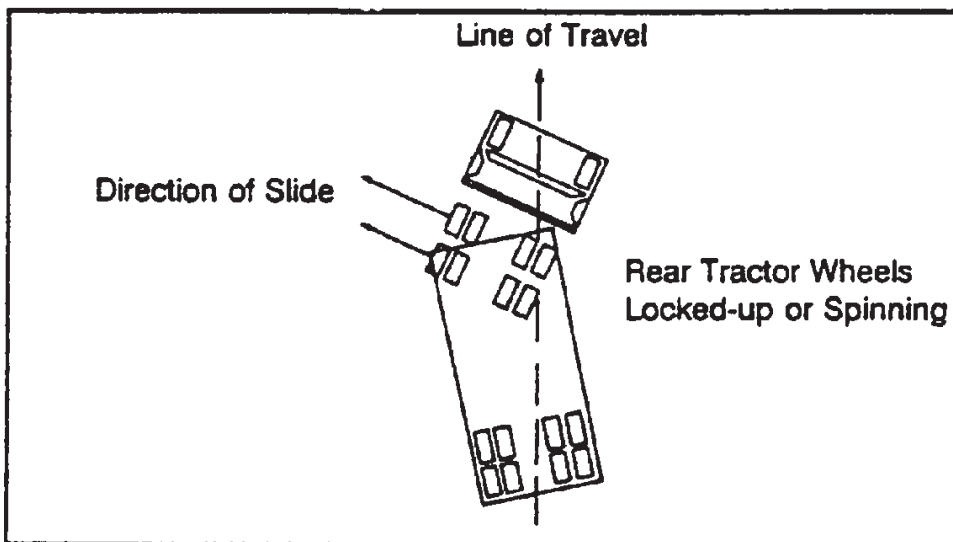 Line of Travel
Direction of Slide
Rear Tractor Wheels
Locked-up or Spinning